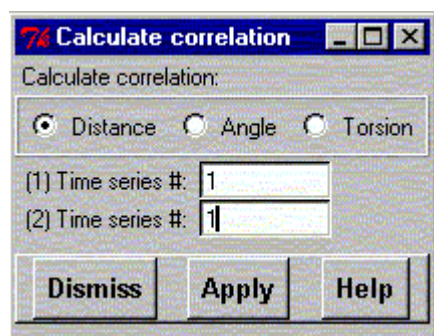 Calculate correlation
Calculate correlation:
Distance Angle Torsion
(1) Time series #: 1
(2) Time series #: 1
Dismiss Apply Help